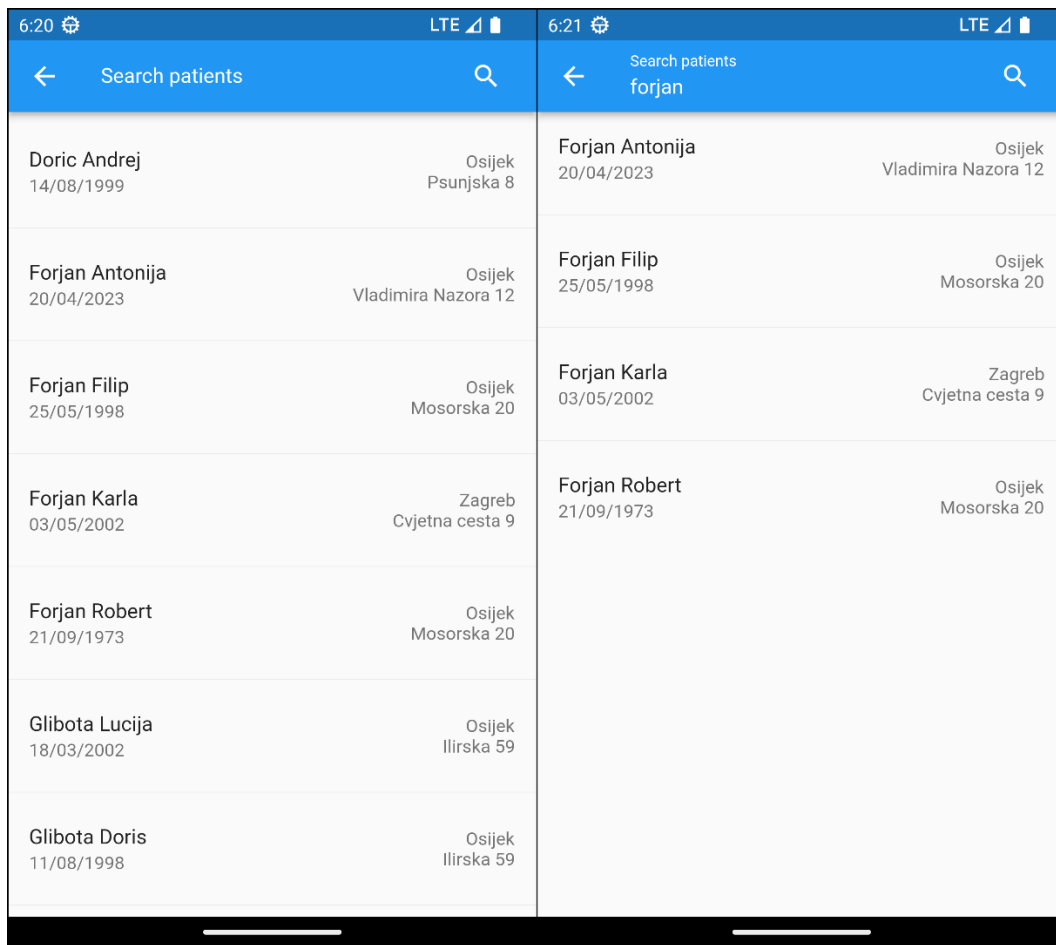 6:20
LTE
Search patients
Doric Andrej
14/08/1999
Osijek
Psunjska 8
Forjan Antonija
20/04/2023
Osijek
Vladimira Nazora 12
Forjan Filip
25/05/1998
Osijek
Mosorska 20
Forjan Karla
03/05/2002
Zagreb
Cvjetna cesta 9
Forjan Robert
21/09/1973
Osijek
Mosorska 20
Glibota Lucija
18/03/2002
Osijek
Ilirska 59
Glibota Doris
11/08/1998
Osijek
Ilirska 59
6:21
LTE
Search patients
forjan
Forjan Antonija
20/04/2023
Osijek
Vladimira Nazora 12
Forjan Filip
25/05/1998
Osijek
Mosorska 20
Forjan Karla
03/05/2002
Zagreb
Cvjetna cesta 9
Forjan Robert
21/09/1973
Osijek
Mosorska 20